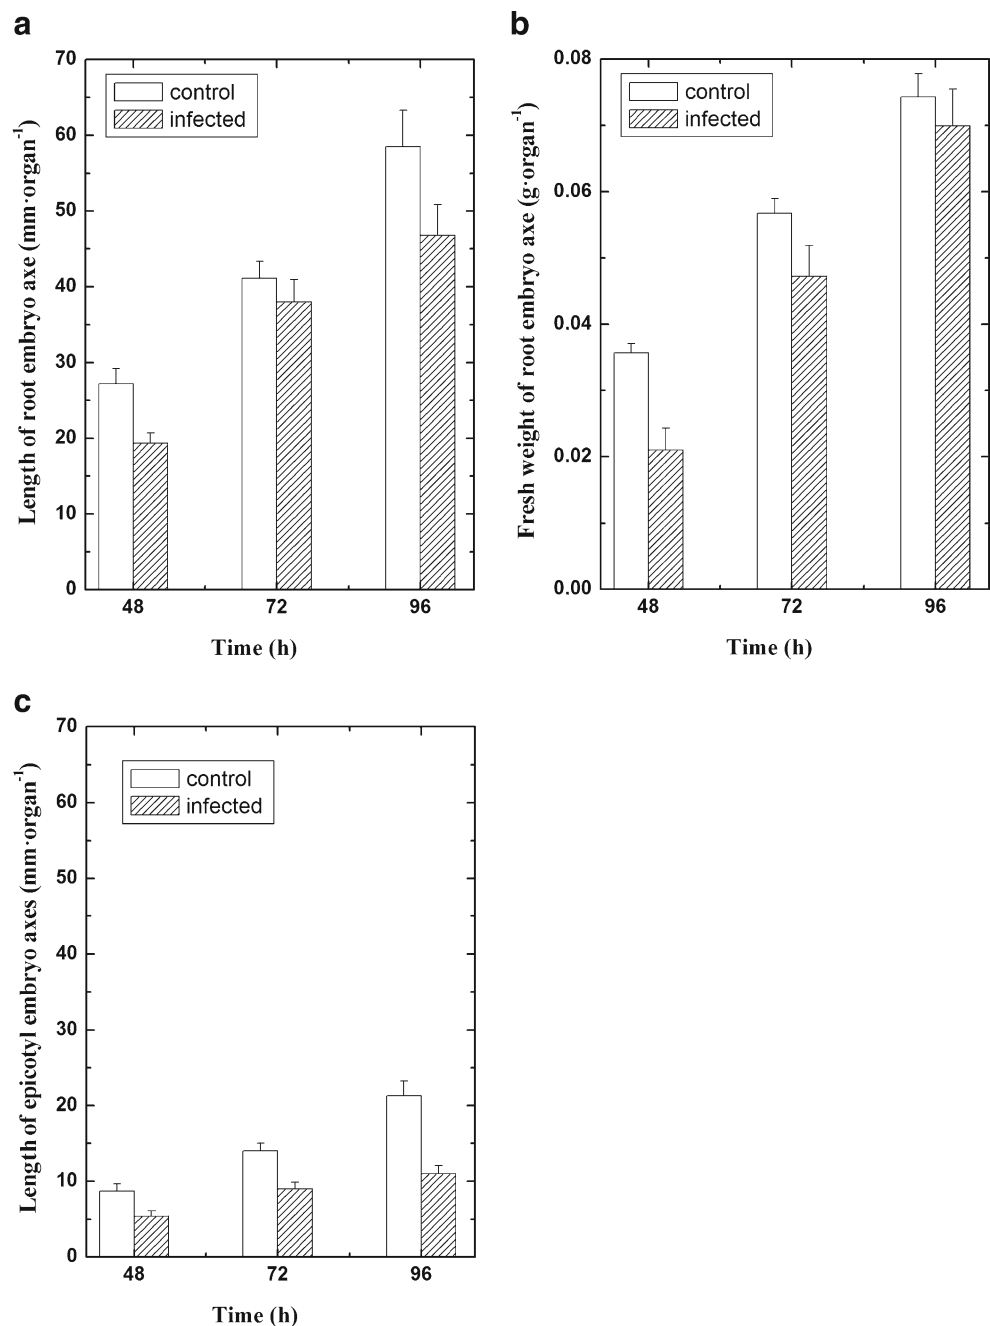 a
70
60
50
40
30
20
10
0
control
infected
Length of root embryo axe (mm·organ⁻¹)
48 72 96
Time (h)
b
0.08
0.06
0.04
0.02
0.00
control
infected
Fresh weight of root embryo axe (g·organ⁻¹)
48 72 96
Time (h)
c
70
60
50
40
30
20
10
0
control
infected
Length of epicotyl embryo axes (mm·organ⁻¹)
48 72 96
Time (h)